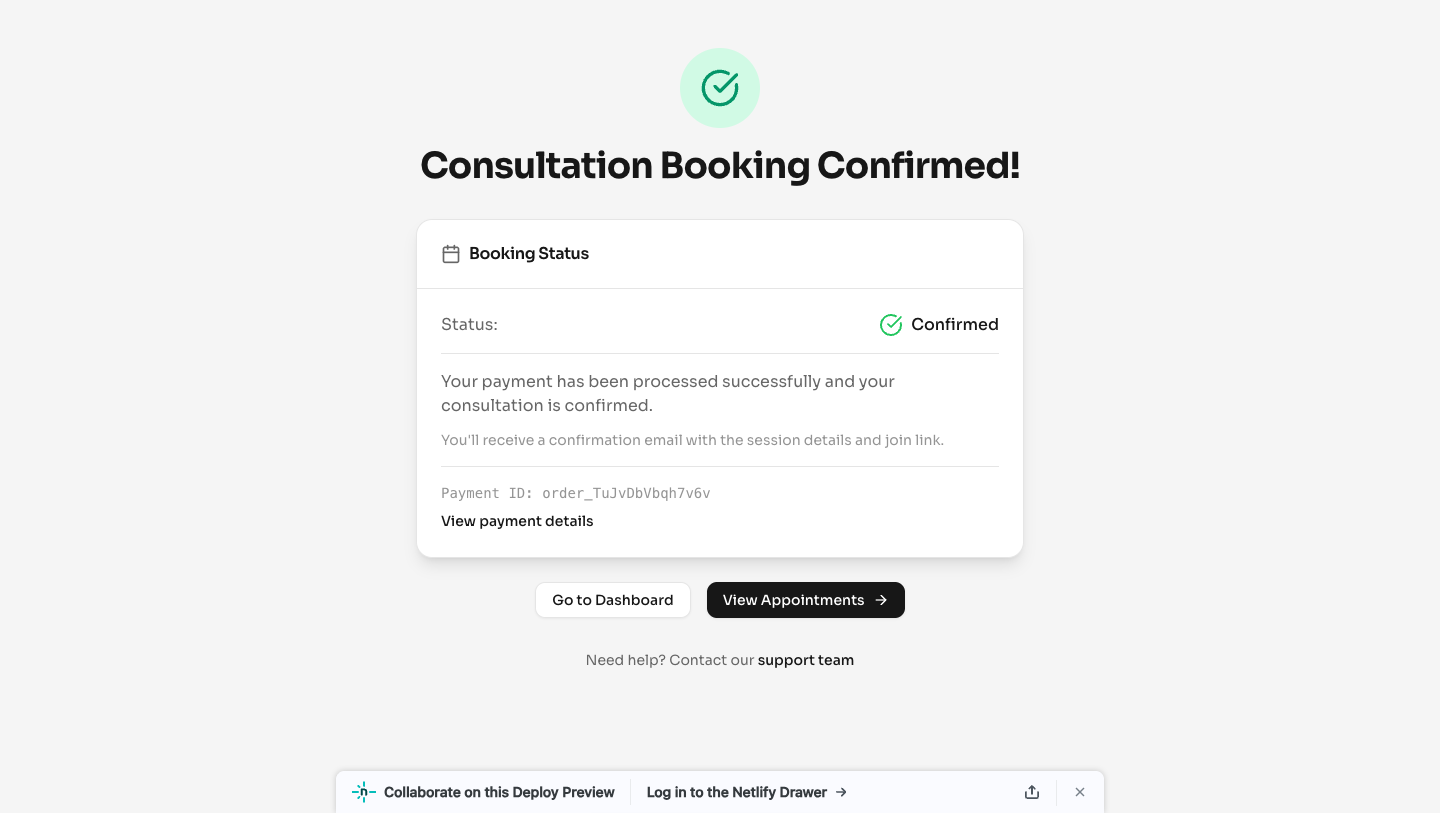 Consultation Booking Confirmed!
Booking Status
Status:
Confirmed
Your payment has been processed successfully and your
consultation is confirmed.
You'll receive a confirmation email with the session details and join link.
Payment ID: order_TuJvDbVbqh7v6v
View payment details
Go to Dashboard
View Appointments
Need help? Contact our support team
Collaborate on this Deploy Preview
Log in to the Netlify Drawer